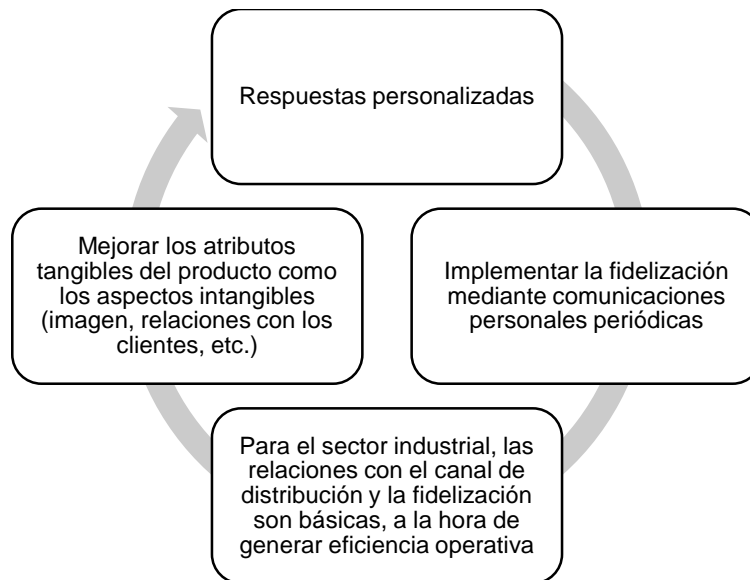 Respuestas personalizadas
Implementar la fidelización
mediante comunicaciones
personales periódicas
Para el sector industrial, las
relaciones con el canal de
distribución y la fidelización
son básicas, a la hora de
generar eficiencia operativa
Mejorar los atributos
tangibles del producto como
los aspectos intangibles
(imagen, relaciones con los
clientes, etc.)